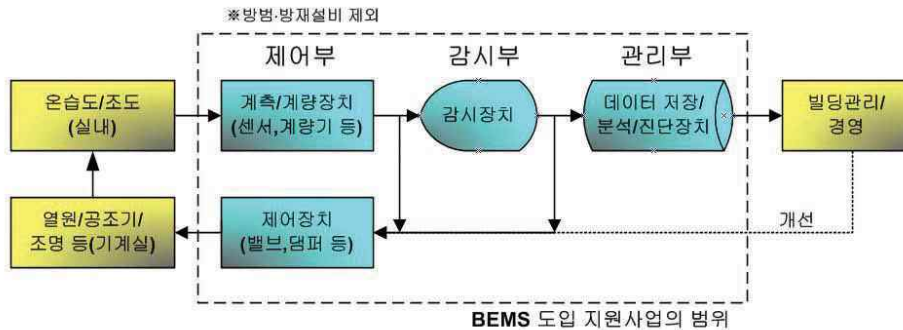 ※방범·방재설비 제외
제어부
감시부
관리부
온습도/조도
(실내)
계측/계량장치
(센서,계량기 등)
감시장치
데이터 저장/
분석/진단장치
빌딩관리/
경영
열원/공조기/
조명 등(기계실)
제어장치
(밸브,댐퍼 등)
개선
BEMS 도입 지원사업의 범위